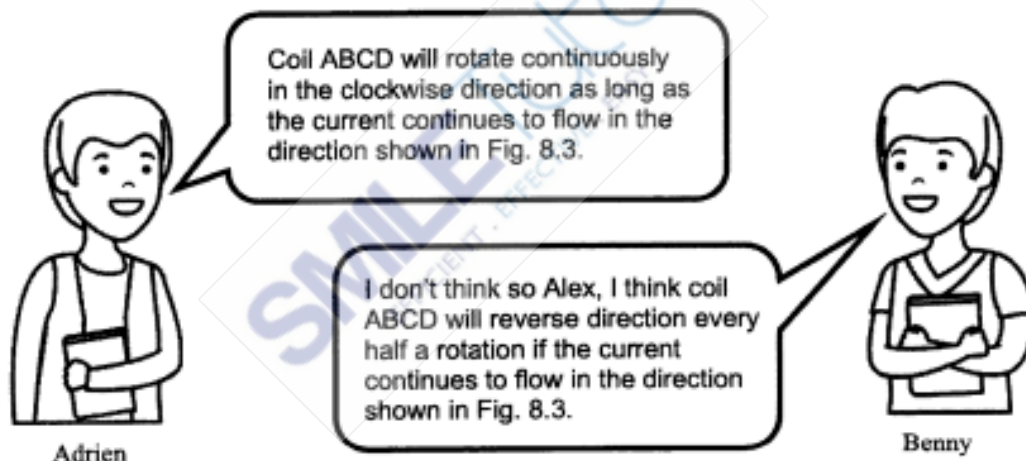 Coil ABCD will rotate continuously
in the clockwise direction as long as
the current continues to flow in the
direction shown in Fig. 8.3.
I don't think so Alex, I think coil
ABCD will reverse direction every
half a rotation if the current
continues to flow in the direction
shown in Fig. 8.3.
Adrien
Benny
SMILE TUTOR